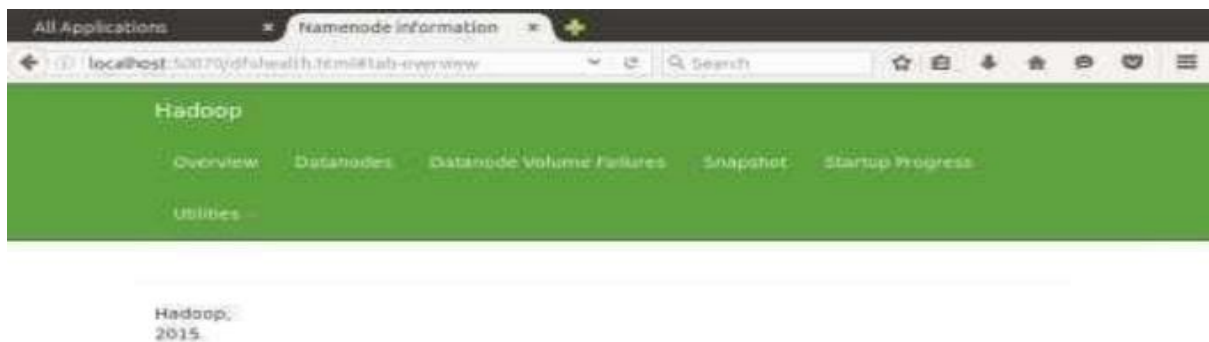 All Applications
Namenode information
localhost:50070/dfshealth.html#tab-overview
Search
Hadoop
Overview Datanodes Datanode Volume Failures Snapshot Startup Progress
Utilities
Hadoop,
2015.